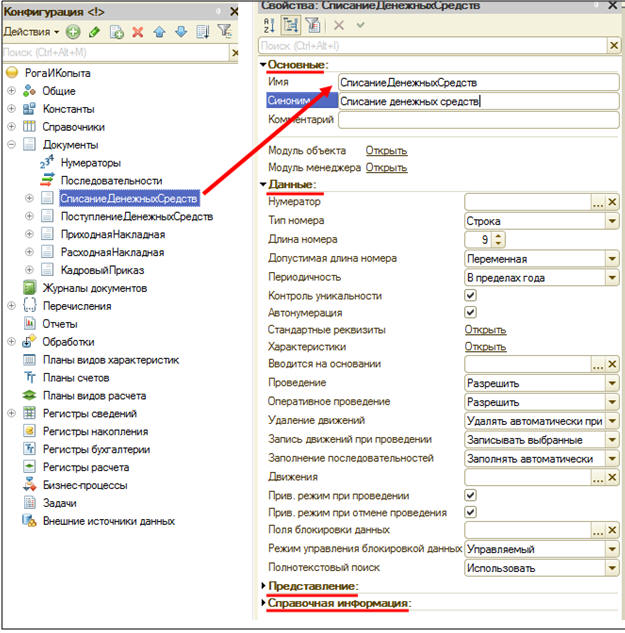 Конфигурация <!>
Действия
Поиск (Ctrl+Alt+M)
РогаИКопыта
Общие
Константы
Справочники
Документы
Нумераторы
Последовательности
СписаниеДенежныхСредств
ПоступлениеДенежныхСредств
ПриходнаяНакладная
РасходнаяНакладная
КадровыйПриказ
Журналы документов
Перечисления
Отчеты
Обработки
Планы видов характеристик
Планы счетов
Планы видов расчета
Регистры сведений
Регистры накопления
Регистры бухгалтерии
Регистры расчета
Бизнес-процессы
Задачи
Внешние источники данных
Свойства: СписаниеДенежныхСредств
Поиск (Ctrl+Alt+I)
Основные:
Имя СписаниеДенежныхСредств
Синоним Списание денежных средств
Комментарий
Модуль объекта Открыть
Модуль менеджера Открыть
Данные:
Нумератор ...
Тип номера Строка
Длина номера 9
Допустимая длина номера Переменная
Периодичность В пределах года
Контроль уникальности
Автонумерация
Стандартные реквизиты Открыть
Характеристики Открыть
Вводится на основании ...
Проведение Разрешить
Оперативное проведение Разрешить
Удаление движений Удалять автоматически при
Запись движений при проведении Записывать выбранные
Заполнение последовательностей Заполнять автоматически
Движения ...
Прив. режим при проведении
Прив. режим при отмене проведения
Поля блокировки данных ...
Режим управления блокировкой данных Управляемый
Полнотекстовый поиск Использовать
Представление:
Справочная информация: